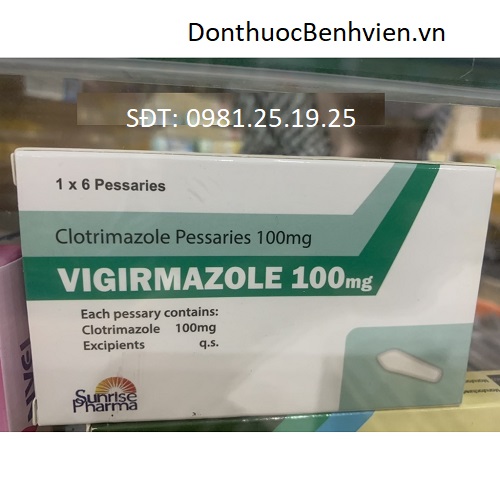 DonthuocBenhvien.vn
SĐT: 0981.25.19.25
1 x 6 Pessaries
Clotrimazole Pessaries 100mg
VIGIRMAZOLE 100mg
Each pessary contains:
Clotrimazole 100mg
Excipients q.s.
Sunrise
Pharma